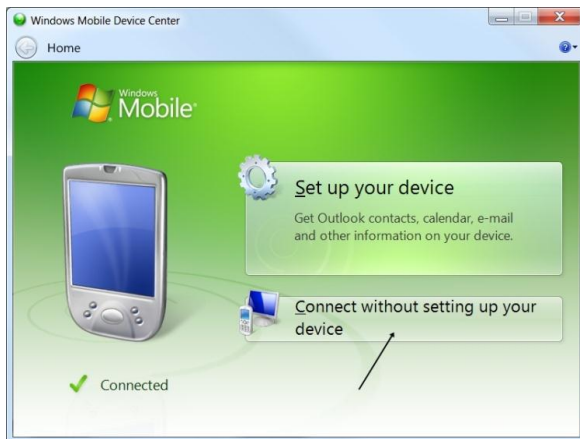 Windows Mobile Device Center
Home
Windows
Mobile®
Set up your device
Get Outlook contacts, calendar, e-mail
and other information on your device.
Connect without setting up your
device
Connected